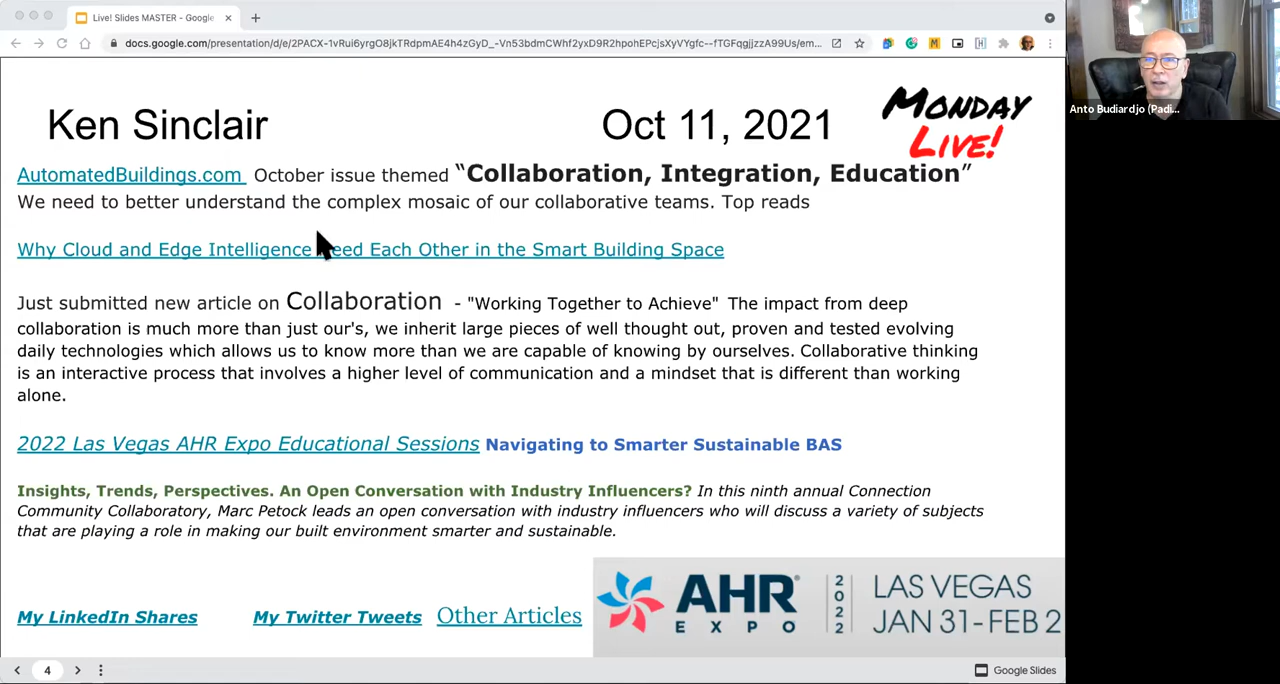 Live! Slides MASTER - Google
docs.google.com/presentation/d/e/2PACX-1vRui6yrgO8jkTRdpmAE4h4zGyD_-Vn53bdmCWhf2yxD9R2hpohEPcjsXyVYgfc--fTGFqgjjzzA99Us/em...
Anto Budiardjo (Padi...
Ken Sinclair
Oct 11, 2021
MONDAY
LIVE!
AutomatedBuildings.com October issue themed “Collaboration, Integration, Education”
We need to better understand the complex mosaic of our collaborative teams. Top reads
Why Cloud and Edge Intelligence eed Each Other in the Smart Building Space
Just submitted new article on Collaboration - "Working Together to Achieve" The impact from deep
collaboration is much more than just our's, we inherit large pieces of well thought out, proven and tested evolving
daily technologies which allows us to know more than we are capable of knowing by ourselves. Collaborative thinking
is an interactive process that involves a higher level of communication and a mindset that is different than working
alone.
2022 Las Vegas AHR Expo Educational Sessions Navigating to Smarter Sustainable BAS
Insights, Trends, Perspectives. An Open Conversation with Industry Influencers? In this ninth annual Connection
Community Collaboratory, Marc Petock leads an open conversation with industry influencers who will discuss a variety of subjects
that are playing a role in making our built environment smarter and sustainable.
My LinkedIn Shares
My Twitter Tweets
Other Articles
AHR
EXPO
2022
LAS VEGAS
JAN 31-FEB 2
4
Google Slides